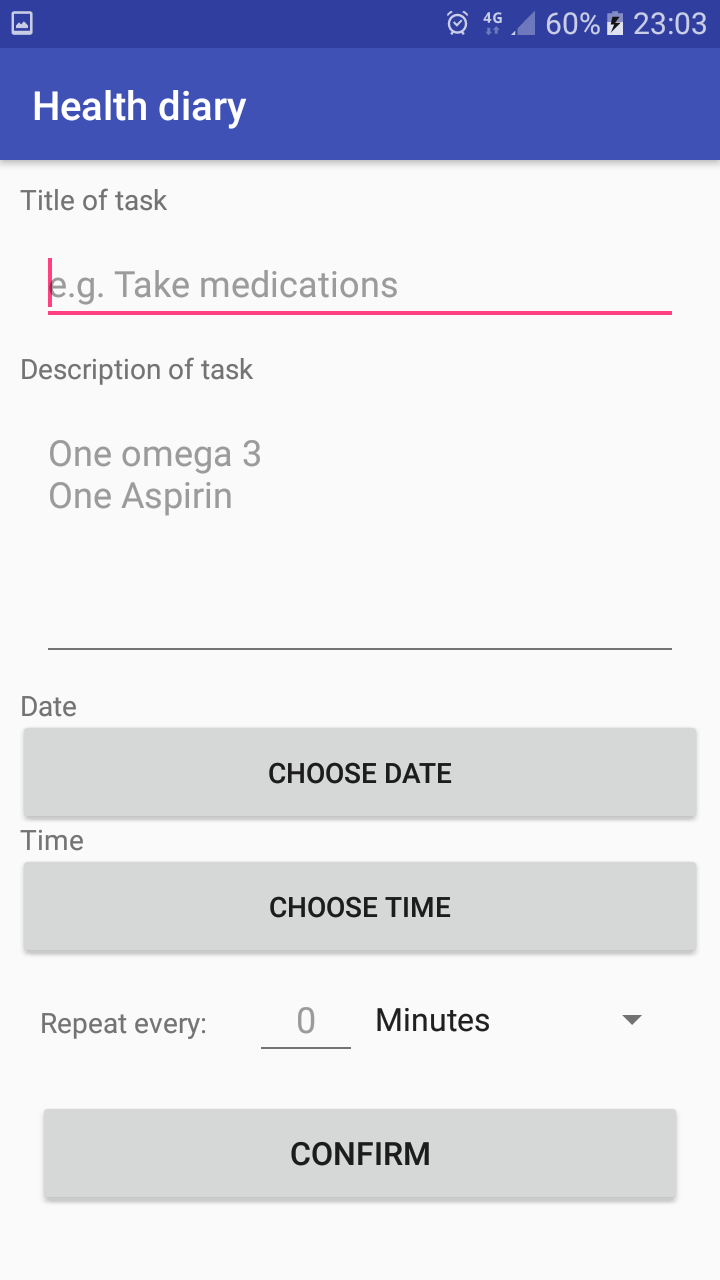 4G 60% 23:03
Health diary
Title of task
e.g. Take medications
Description of task
One omega 3
One Aspirin
Date
CHOOSE DATE
Time
CHOOSE TIME
Repeat every: 0 Minutes
CONFIRM